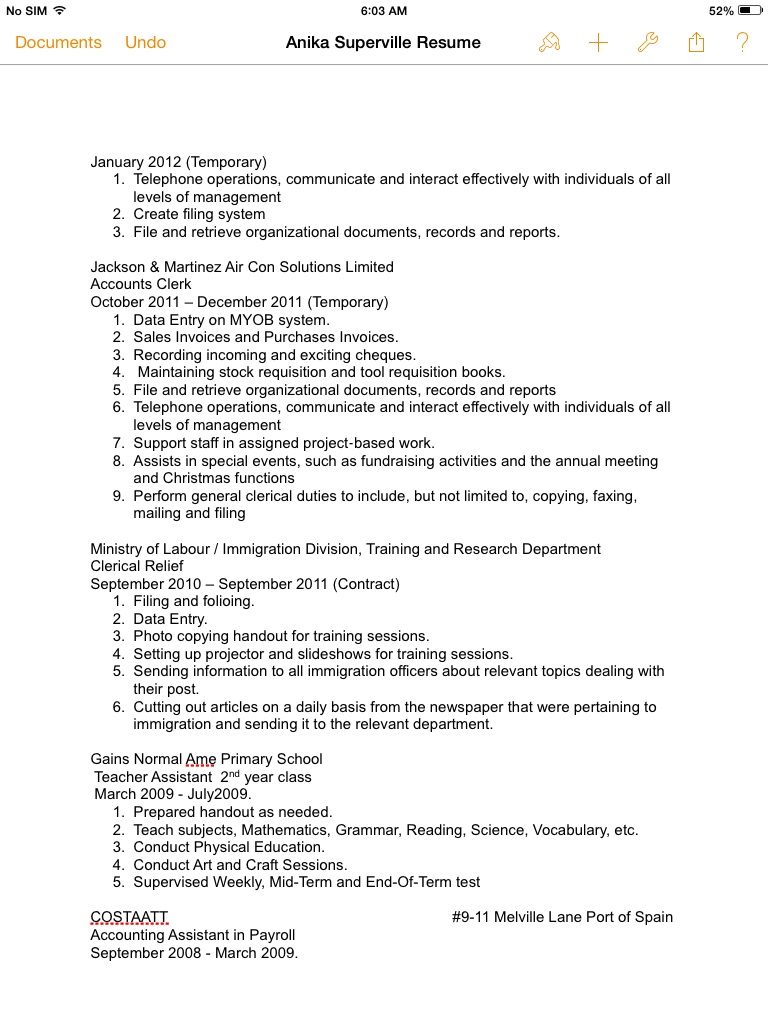 No SIM 6:03 AM 52%
Documents Undo Anika Superville Resume ?
January 2012 (Temporary)
1. Telephone operations, communicate and interact effectively with individuals of all
levels of management
2. Create filing system
3. File and retrieve organizational documents, records and reports.
Jackson & Martinez Air Con Solutions Limited
Accounts Clerk
October 2011 – December 2011 (Temporary)
1. Data Entry on MYOB system.
2. Sales Invoices and Purchases Invoices.
3. Recording incoming and exciting cheques.
4. Maintaining stock requisition and tool requisition books.
5. File and retrieve organizational documents, records and reports
6. Telephone operations, communicate and interact effectively with individuals of all
levels of management
7. Support staff in assigned project-based work.
8. Assists in special events, such as fundraising activities and the annual meeting
and Christmas functions
9. Perform general clerical duties to include, but not limited to, copying, faxing,
mailing and filing
Ministry of Labour / Immigration Division, Training and Research Department
Clerical Relief
September 2010 – September 2011 (Contract)
1. Filing and folioing.
2. Data Entry.
3. Photo copying handout for training sessions.
4. Setting up projector and slideshows for training sessions.
5. Sending information to all immigration officers about relevant topics dealing with
their post.
6. Cutting out articles on a daily basis from the newspaper that were pertaining to
immigration and sending it to the relevant department.
Gains Normal Ame Primary School
Teacher Assistant 2nd year class
March 2009 - July2009.
1. Prepared handout as needed.
2. Teach subjects, Mathematics, Grammar, Reading, Science, Vocabulary, etc.
3. Conduct Physical Education.
4. Conduct Art and Craft Sessions.
5. Supervised Weekly, Mid-Term and End-Of-Term test
COSTAATT #9-11 Melville Lane Port of Spain
Accounting Assistant in Payroll
September 2008 - March 2009.